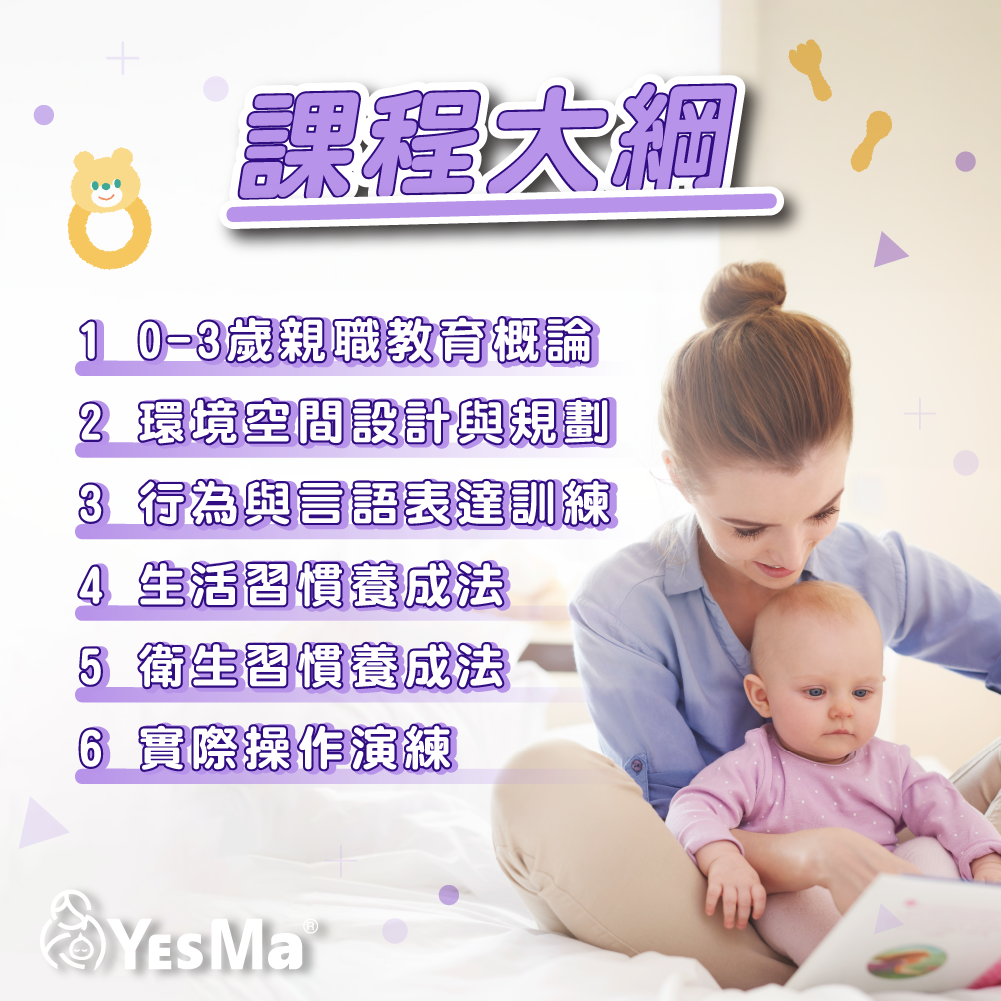 課程大綱
1 0-3歲親職教育概論
2 環境空間設計與規劃
3 行為與言語表達訓練
4 生活習慣養成法
5 衛生習慣養成法
6 實際操作演練
YesMa®